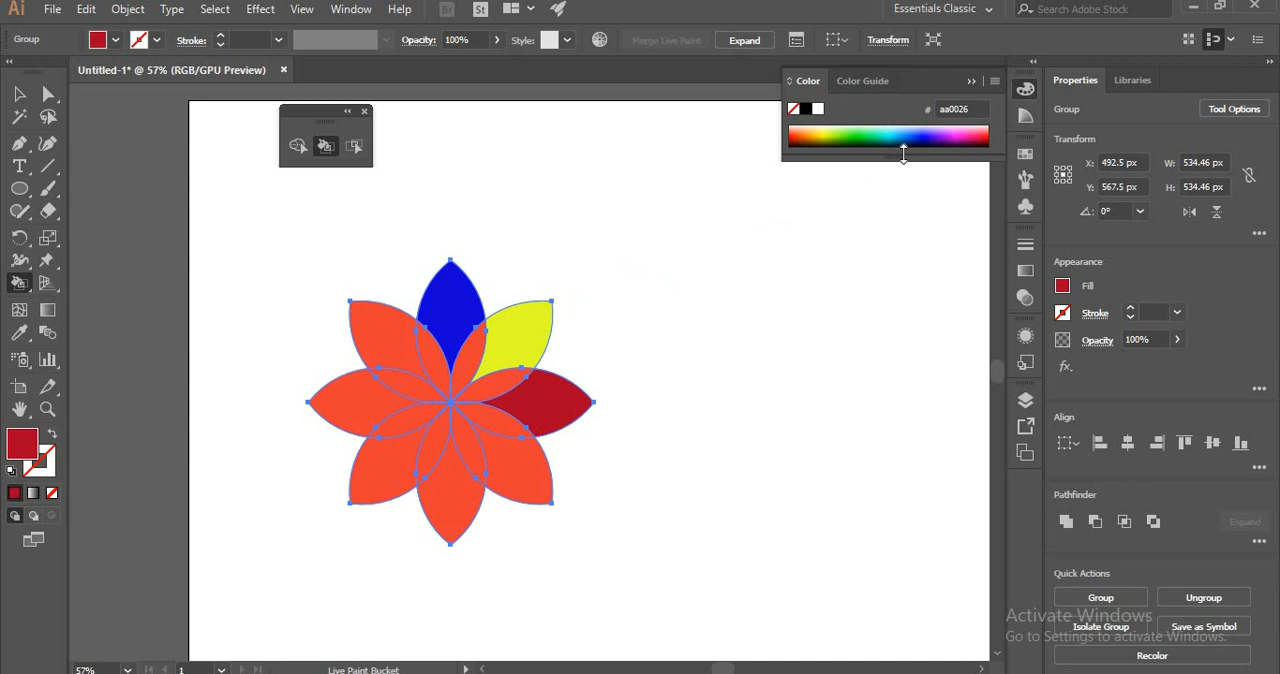 Ai File Edit Object Type Select Effect View Window Help Br St Essentials Classic Search Adobe Stock
Group Stroke: Opacity: 100% Style: Merge Live Paint Expand Transform
Untitled-1* @ 57% (RGB/GPU Preview)
Color Color Guide
# aa0026
Properties Libraries
Group Tool Options
Transform
X: 492.5 px W: 534.46 px
Y: 567.5 px H: 534.46 px
0°
Appearance
Fill
Stroke
Opacity 100%
fx.
Align
Pathfinder
Expand
Quick Actions
Group Ungroup
Activate Windows
Isolate Group Save as Symbol
Go to Settings to activate Windows.
Recolor
57% 1 Live Paint Bucket